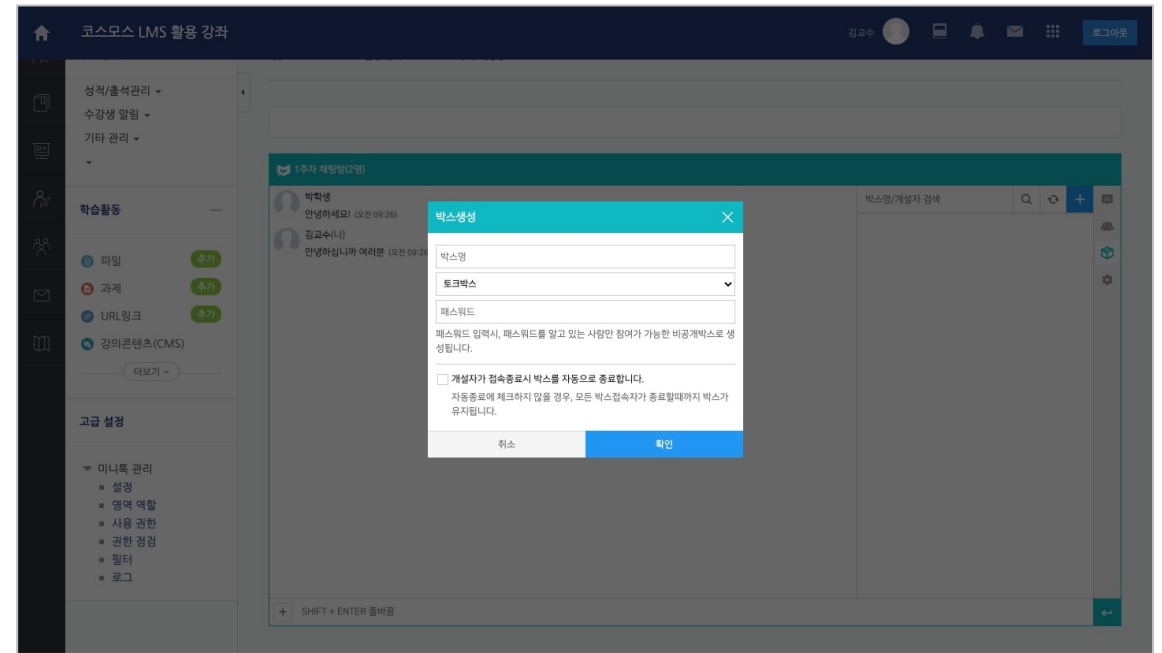 코스모스 LMS 활용 강좌
김교수
로그아웃
성적/출석관리
수강생 알림
기타 관리
학습활동
파일 추가
과제 추가
URL링크 추가
강의콘텐츠(CMS)
더보기
고급 설정
미니톡 관리
설정
영역 역할
사용 권한
권한 점검
필터
로그
1주차 채팅방(2명)
박학생
안녕하세요! (오전 09:26)
김교수(나)
안녕하십니까 여러분 (오전 09:26
박스명/개설자 검색
박스생성
박스명
토크박스
패스워드
패스워드 입력시, 패스워드를 알고 있는 사람만 참여가 가능한 비공개박스로 생
성됩니다.
개설자가 접속종료시 박스를 자동으로 종료합니다.
자동종료에 체크하지 않을 경우, 모든 박스접속자가 종료할때까지 박스가
유지됩니다.
취소
확인
SHIFT + ENTER 줄바꿈